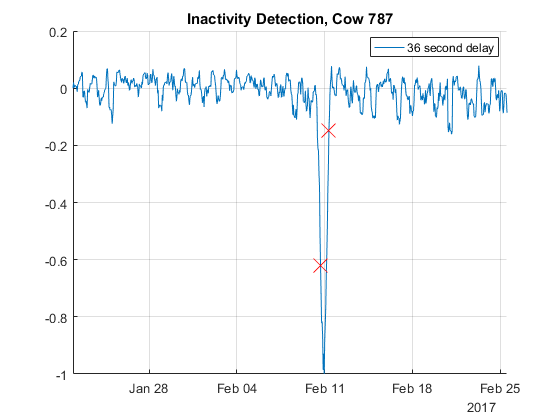 Inactivity Detection, Cow 787
36 second delay
0.2
0
-0.2
-0.4
-0.6
-0.8
-1
Jan 28 Feb 04 Feb 11 Feb 18 Feb 25
2017